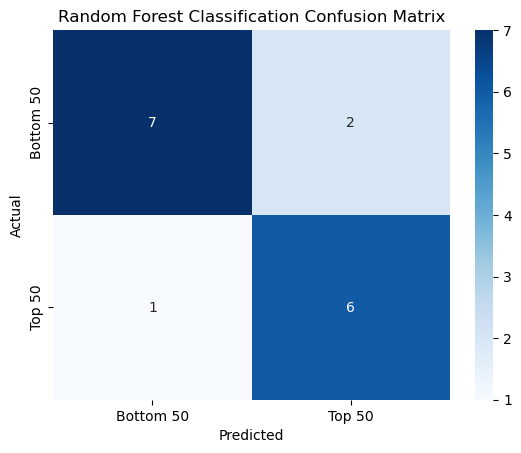 Random Forest Classification Confusion Matrix
Actual
Bottom 50
Top 50
7
2
1
6
Bottom 50
Top 50
Predicted
7
6
5
4
3
2
1